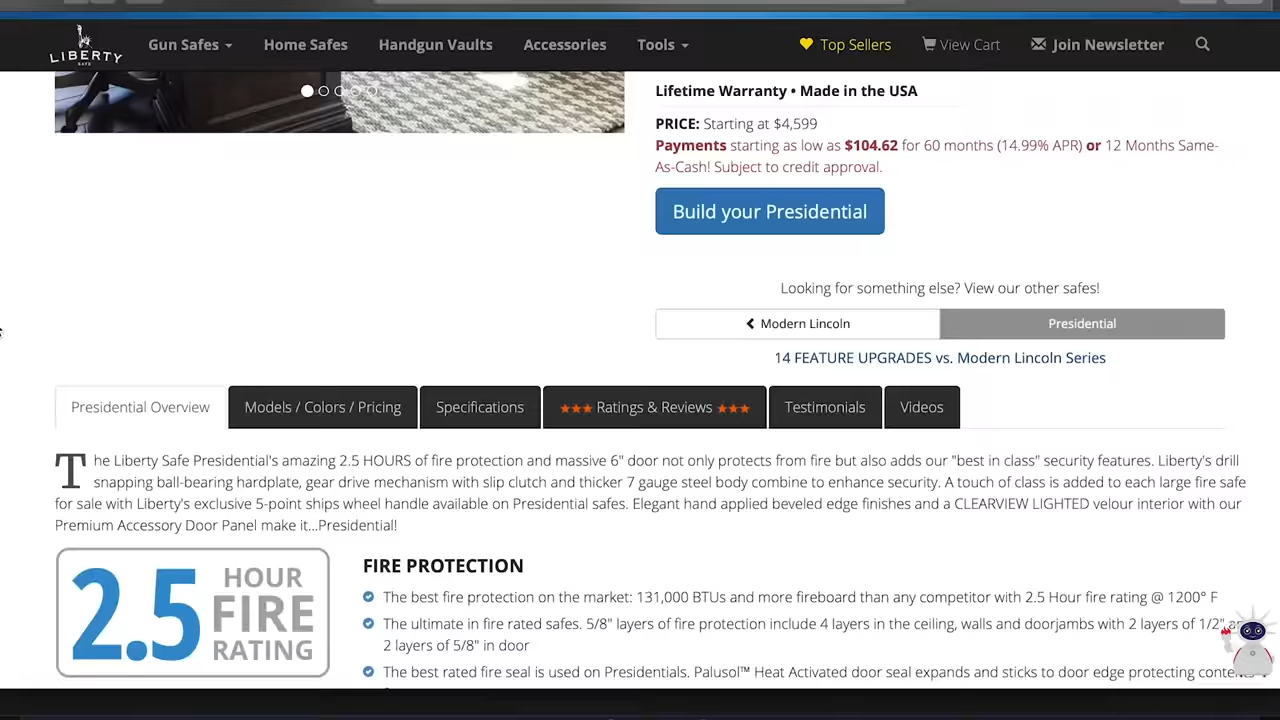 LIBERTY
SAFE
Gun Safes
Home Safes
Handgun Vaults
Accessories
Tools
Top Sellers
View Cart
Join Newsletter
Lifetime Warranty • Made in the USA
PRICE: Starting at $4,599
Payments starting as low as $104.62 for 60 months (14.99% APR) or 12 Months Same-
As-Cash! Subject to credit approval.
Build your Presidential
Looking for something else? View our other safes!
Modern Lincoln
Presidential
14 FEATURE UPGRADES vs. Modern Lincoln Series
Presidential Overview
Models / Colors / Pricing
Specifications
★★★ Ratings & Reviews ★★★
Testimonials
Videos
The Liberty Safe Presidential's amazing 2.5 HOURS of fire protection and massive 6" door not only protects from fire but also adds our "best in class" security features. Liberty's drill
snapping ball-bearing hardplate, gear drive mechanism with slip clutch and thicker 7 gauge steel body combine to enhance security. A touch of class is added to each large fire safe
for sale with Liberty's exclusive 5-point ships wheel handle available on Presidential safes. Elegant hand applied beveled edge finishes and a CLEARVIEW LIGHTED velour interior with our
Premium Accessory Door Panel make it...Presidential!
2.5 HOUR FIRE RATING
FIRE PROTECTION
The best fire protection on the market: 131,000 BTUs and more fireboard than any competitor with 2.5 Hour fire rating @ 1200° F
The ultimate in fire rated safes. 5/8" layers of fire protection include 4 layers in the ceiling, walls and doorjambs with 2 layers of 1/2"
2 layers of 5/8" in door
The best rated fire seal is used on Presidentials. Palusol™ Heat Activated door seal expands and sticks to door edge protecting